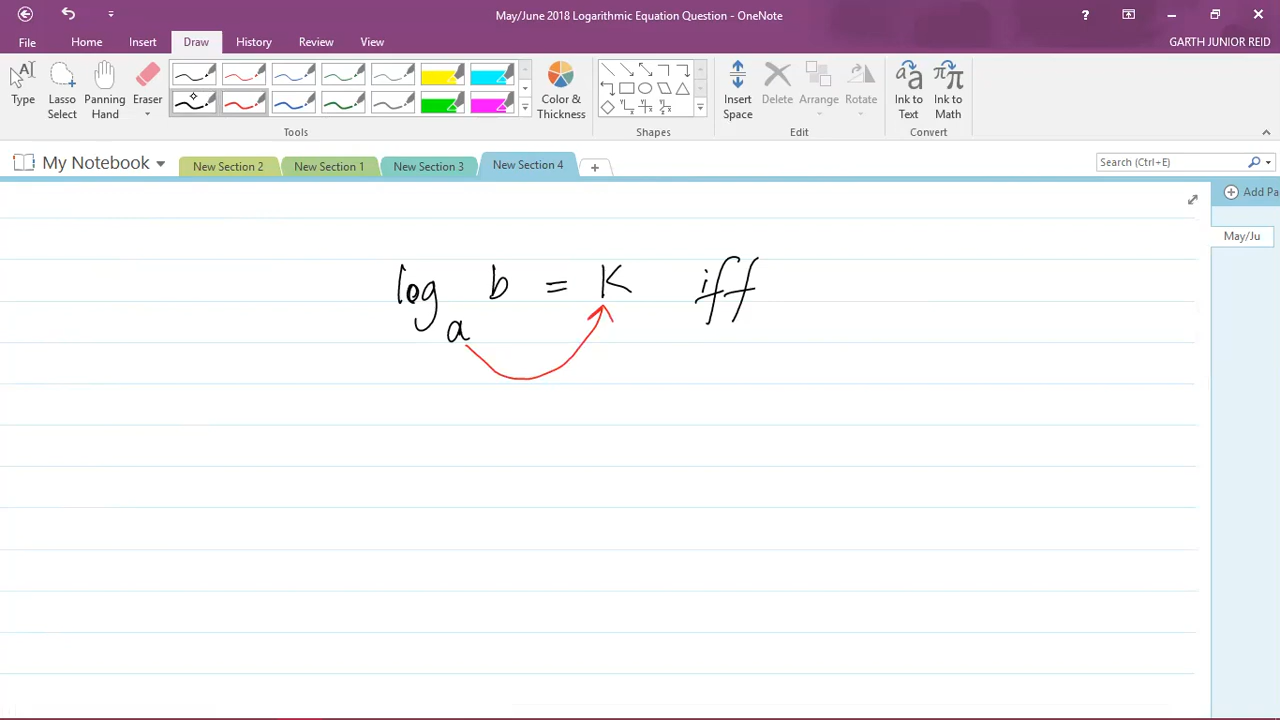 May/June 2018 Logarithmic Equation Question - OneNote
File Home Insert Draw History Review View GARTH JUNIOR REID
Type Lasso Select Panning Hand Eraser Color & Thickness Insert Space Delete Arrange Rotate Ink to Text Ink to Math
Tools Shapes Edit Convert
My Notebook New Section 2 New Section 1 New Section 3 New Section 4 Search (Ctrl+E)
Add Pa
May/Ju
log_a b = K iff